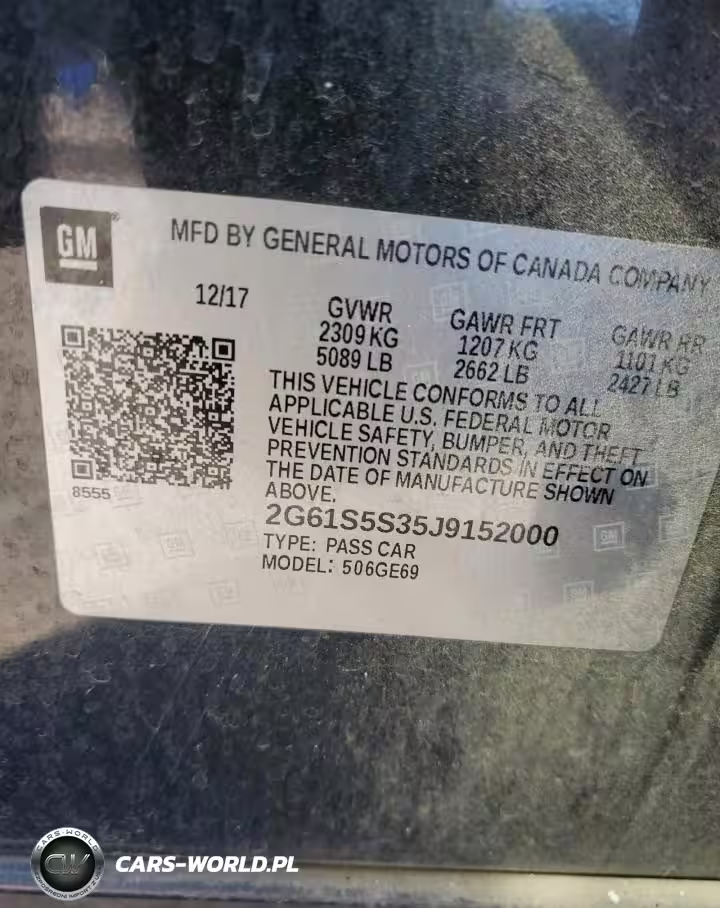 GM
MFD BY GENERAL MOTORS OF CANADA COMPANY
12/17
GVWR
2309 KG
5089 LB
GAWR FRT
1207 KG
2662 LB
GAWR RR
1101 KG
2427 LB
THIS VEHICLE CONFORMS TO ALL
APPLICABLE U.S. FEDERAL MOTOR
VEHICLE SAFETY, BUMPER, AND THEFT
PREVENTION STANDARDS IN EFFECT ON
THE DATE OF MANUFACTURE SHOWN
ABOVE.
8555
2G61S5S35J9152000
TYPE: PASS CAR
MODEL: 506GE69
CARS-WORLD
CW
CARS-WORLD.PL